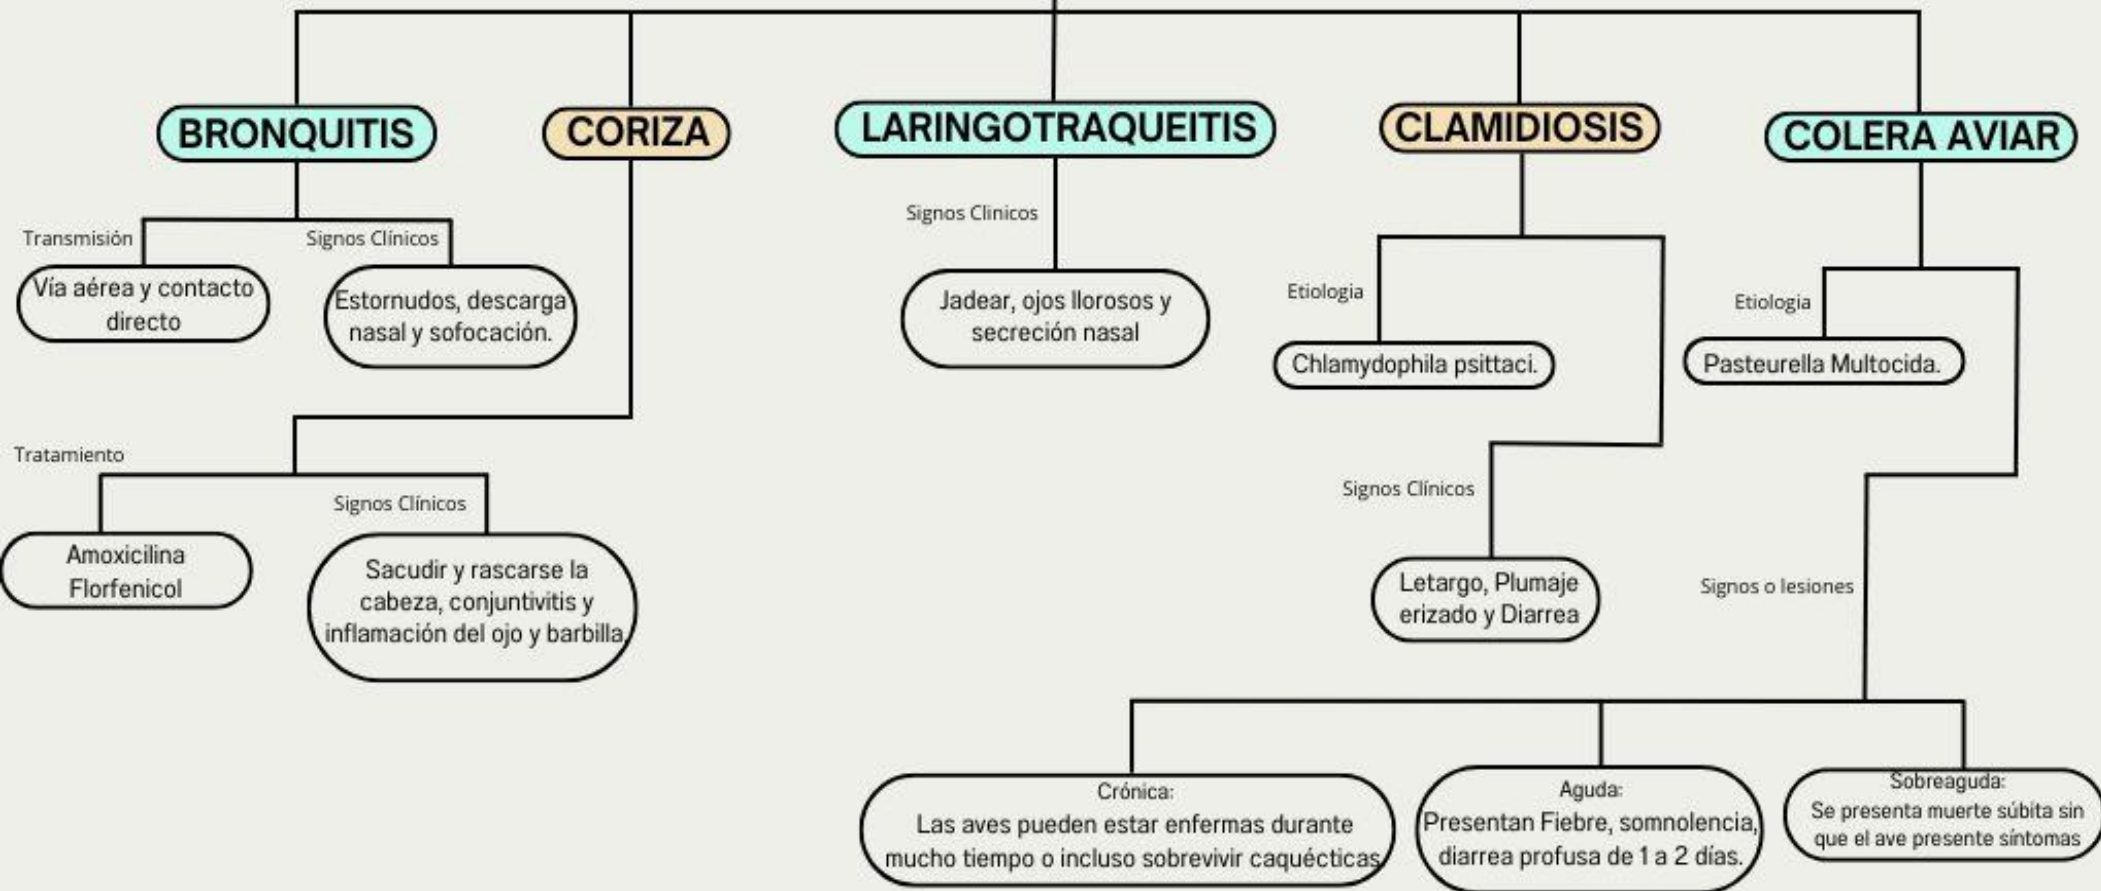 BRONQUITIS
CORIZA
LARINGOTRAQUEITIS
CLAMIDIOSIS
COLERA AVIAR
Transmisión
Vía aérea y contacto
directo
Signos Clínicos
Estornudos, descarga
nasal y sofocación.
Tratamiento
Amoxicilina
Florfenicol
Signos Clínicos
Sacudir y rascarse la
cabeza, conjuntivitis y
inflamación del ojo y barbilla.
Signos Clinicos
Jadear, ojos llorosos y
secreción nasal
Etiologia
Chlamydophila psittaci.
Signos Clínicos
Letargo, Plumaje
erizado y Diarrea
Etiologia
Pasteurella Multocida.
Signos o lesiones
Crónica:
Las aves pueden estar enfermas durante
mucho tiempo o incluso sobrevivir caquécticas
Aguda:
Presentan Fiebre, somnolencia,
diarrea profusa de 1 a 2 días.
Sobreaguda:
Se presenta muerte súbita sin
que el ave presente síntomas